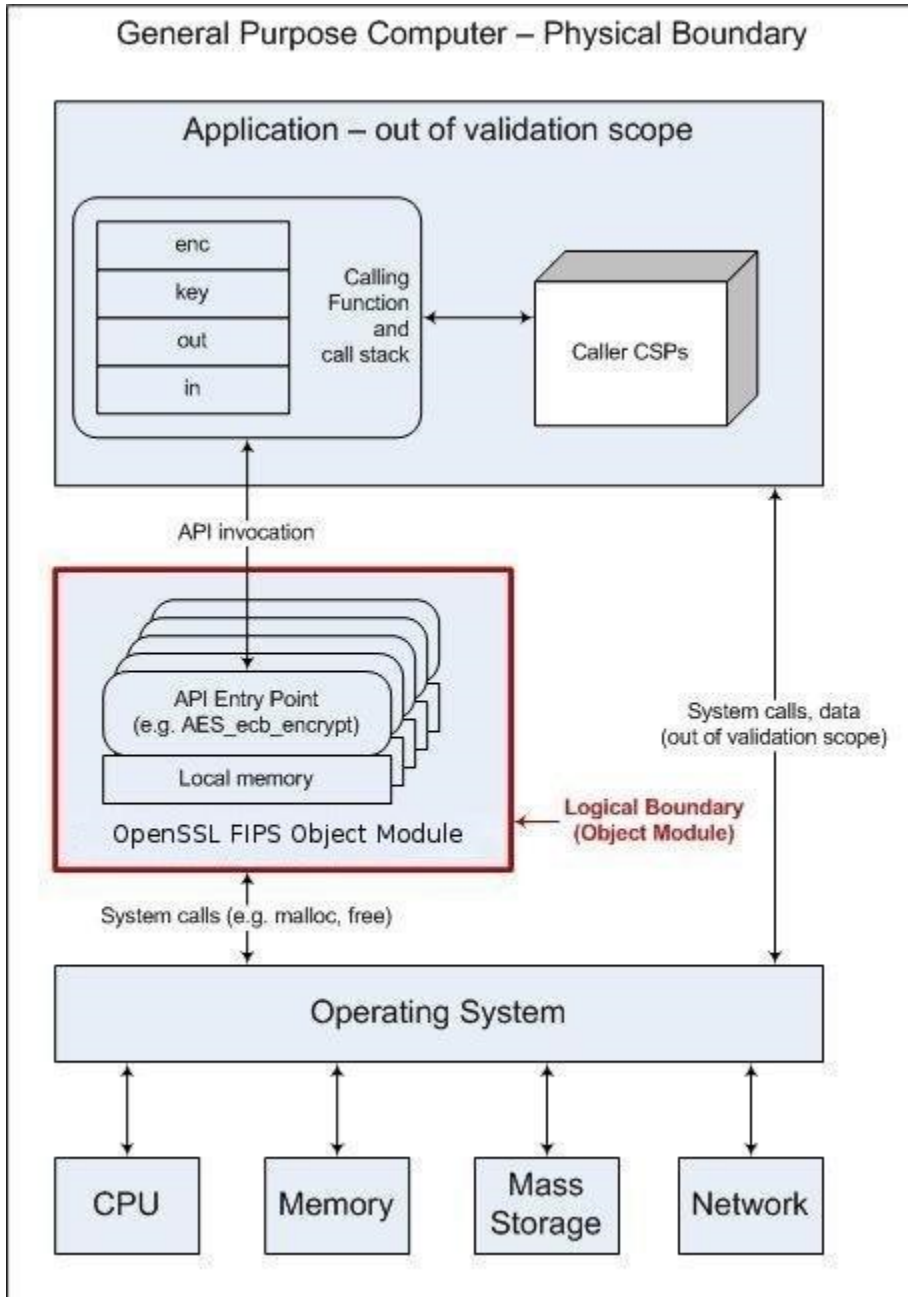 General Purpose Computer – Physical Boundary
Application – out of validation scope
enc
key
out
in
Calling
Function
and
call stack
Caller CSPs
API invocation
API Entry Point
(e.g. AES_ecb_encrypt)
Local memory
OpenSSL FIPS Object Module
System calls, data
(out of validation scope)
Logical Boundary
(Object Module)
System calls (e.g. malloc, free)
Operating System
CPU
Memory
Mass
Storage
Network